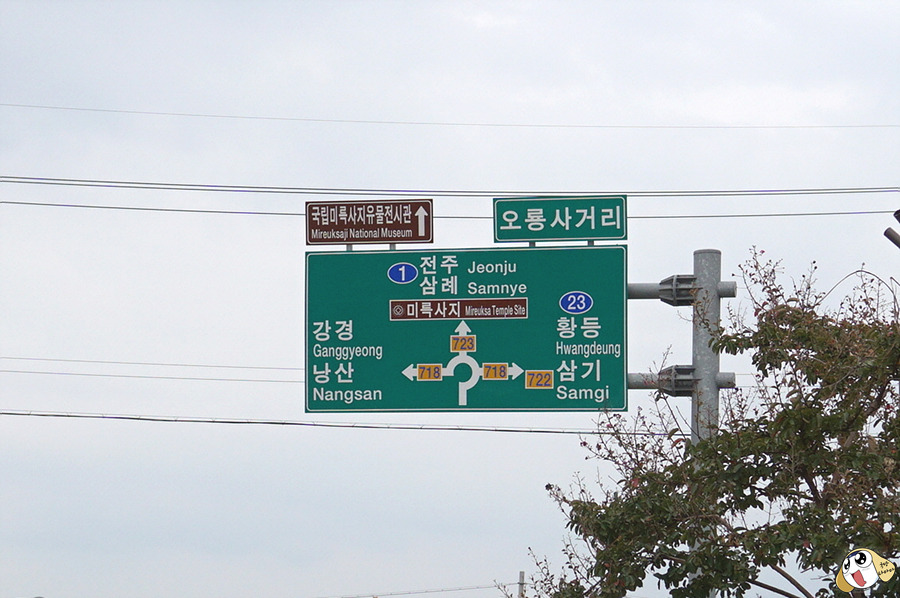 국립미륵사지유물전시관
Mireuksaji National Museum
오룡사거리
1 전주 Jeonju
삼례 Samnye
미륵사지 Mireuksa Temple Site
강경
Ganggyeong
낭산
Nangsan
23
황등
Hwangdeung
삼기
Samgi
723
718
718
722